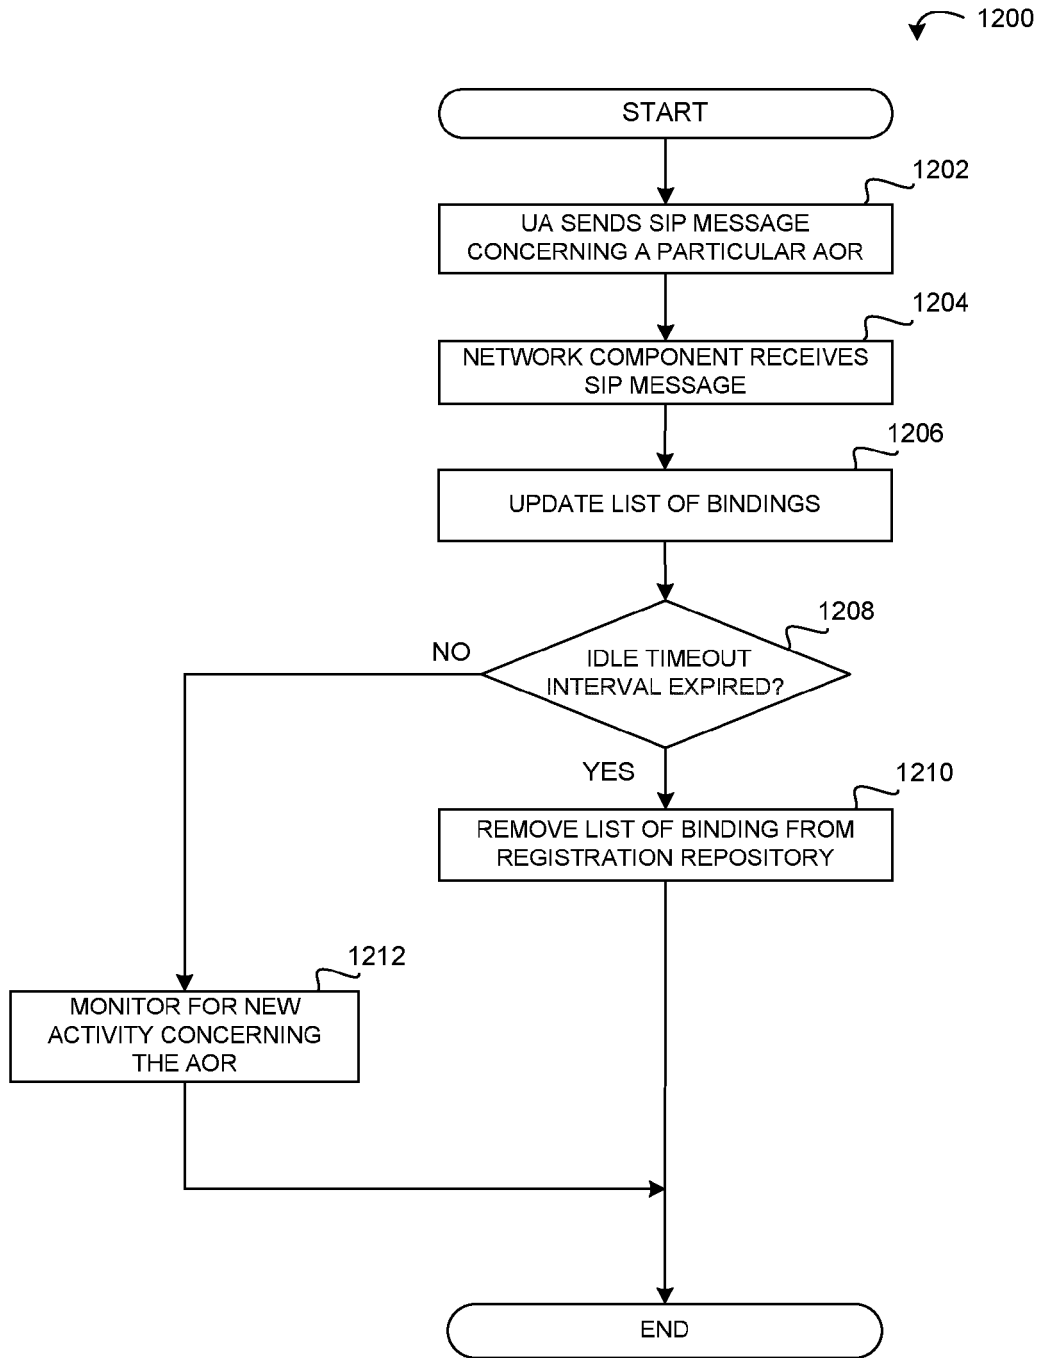 1200
START
1202
UA SENDS SIP MESSAGE
CONCERNING A PARTICULAR AOR
1204
NETWORK COMPONENT RECEIVES
SIP MESSAGE
1206
UPDATE LIST OF BINDINGS
1208
NO
IDLE TIMEOUT
INTERVAL EXPIRED?
YES
1210
REMOVE LIST OF BINDING FROM
REGISTRATION REPOSITORY
1212
MONITOR FOR NEW
ACTIVITY CONCERNING
THE AOR
END